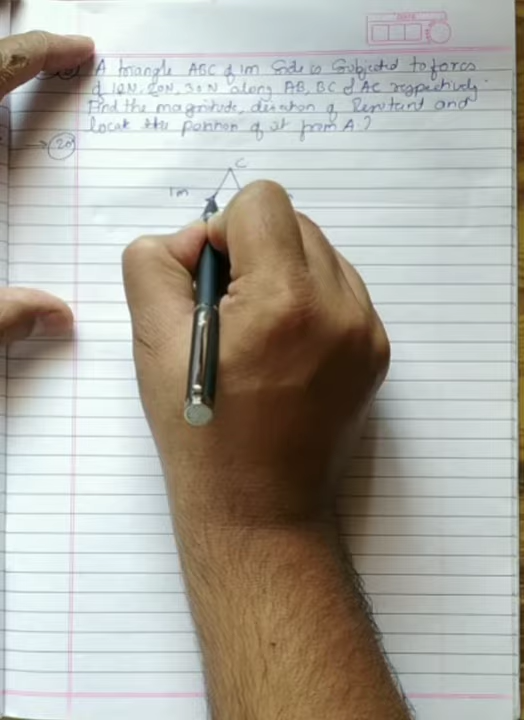 A triangle ABC of 1m Side is Subjected to forces
of 10N, 20N, 30N along AB, BC & AC respectively.
Find the magnitude, direction of Resultant and
locate the position of it from A.?
20
C
1m